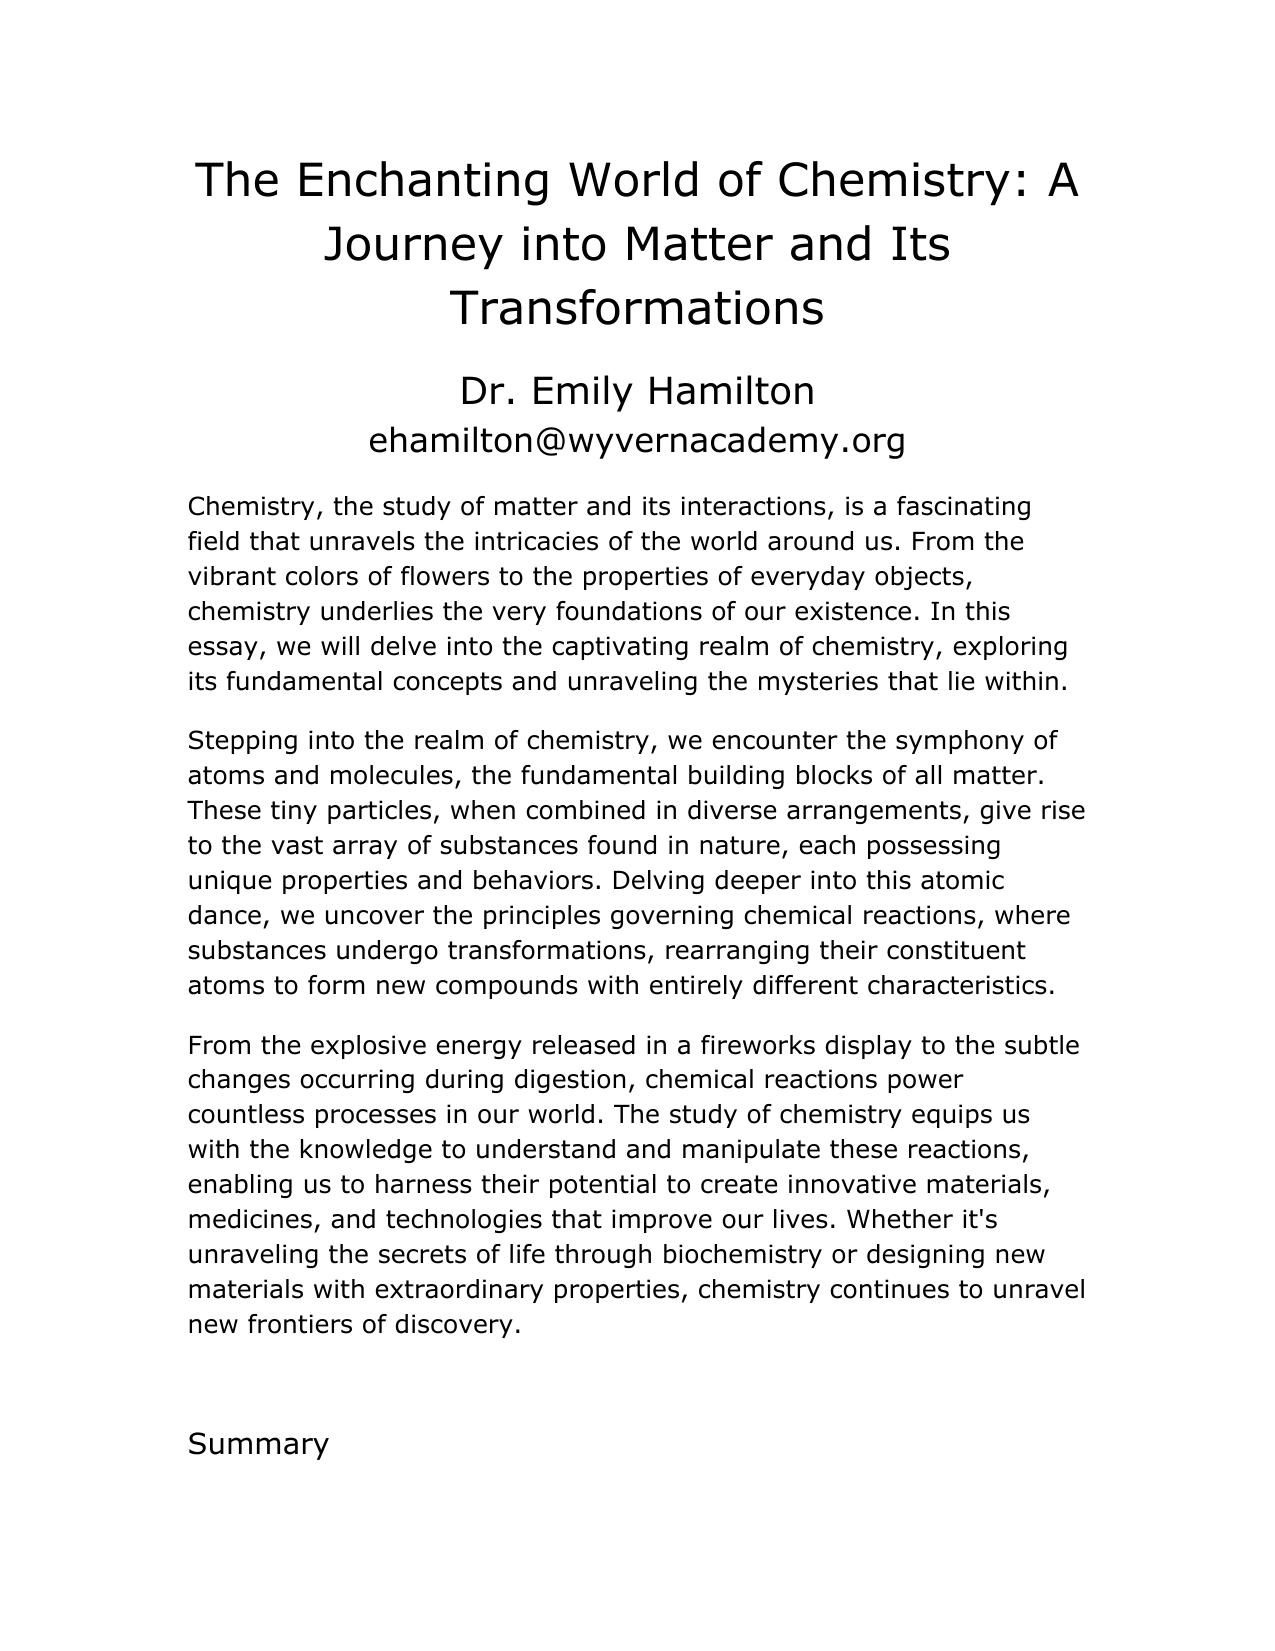 The Enchanting World of Chemistry: A
Journey into Matter and Its
Transformations
Dr. Emily Hamilton
ehamilton@wyvernacademy.org
Chemistry, the study of matter and its interactions, is a fascinating
field that unravels the intricacies of the world around us. From the
vibrant colors of flowers to the properties of everyday objects,
chemistry underlies the very foundations of our existence. In this
essay, we will delve into the captivating realm of chemistry, exploring
its fundamental concepts and unraveling the mysteries that lie within.
Stepping into the realm of chemistry, we encounter the symphony of
atoms and molecules, the fundamental building blocks of all matter.
These tiny particles, when combined in diverse arrangements, give rise
to the vast array of substances found in nature, each possessing
unique properties and behaviors. Delving deeper into this atomic
dance, we uncover the principles governing chemical reactions, where
substances undergo transformations, rearranging their constituent
atoms to form new compounds with entirely different characteristics.
From the explosive energy released in a fireworks display to the subtle
changes occurring during digestion, chemical reactions power
countless processes in our world. The study of chemistry equips us
with the knowledge to understand and manipulate these reactions,
enabling us to harness their potential to create innovative materials,
medicines, and technologies that improve our lives. Whether it's
unraveling the secrets of life through biochemistry or designing new
materials with extraordinary properties, chemistry continues to unravel
new frontiers of discovery.
Summary